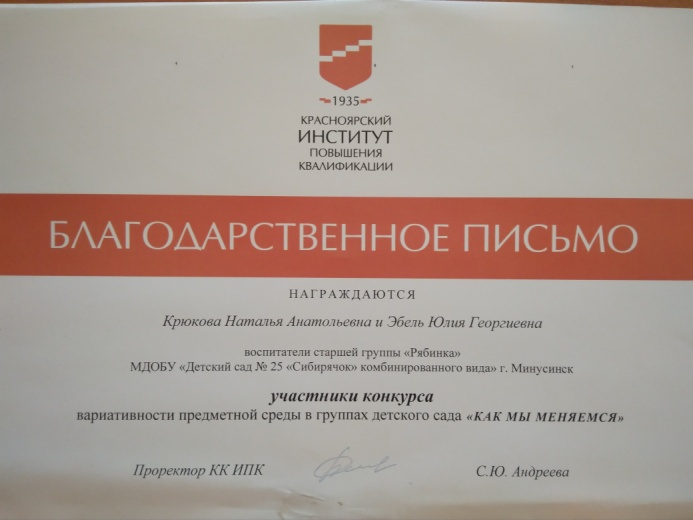 1935
КРАСНОЯРСКИЙ
ИНСТИТУТ
ПОВЫШЕНИЯ
КВАЛИФИКАЦИИ
БЛАГОДАРСТВЕННОЕ ПИСЬМО
НАГРАЖДАЮТСЯ
Крюкова Наталья Анатольевна и Эбель Юлия Георгиевна
воспитатели старшей группы «Рябинка»
МДОБУ «Детский сад № 25 «Сибирячок» комбинированного вида» г. Минусинск
участники конкурса
вариативности предметной среды в группах детского сада «КАК МЫ МЕНЯЕМСЯ»
Проректор КК ИПК С.Ю. Андреева